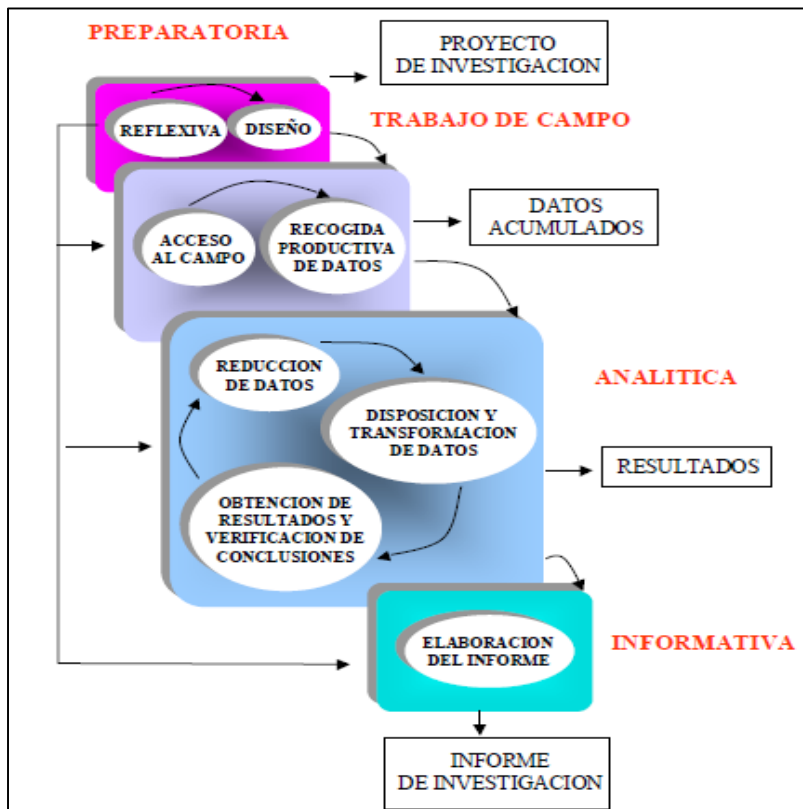 PREPARATORIA
PROYECTO
DE INVESTIGACION
REFLEXIVA
DISEÑO
TRABAJO DE CAMPO
ACCESO
AL CAMPO
RECOGIDA
PRODUCTIVA
DE DATOS
DATOS
ACUMULADOS
REDUCCION
DE DATOS
ANALITICA
DISPOSICION Y
TRANSFORMACION
DE DATOS
RESULTADOS
OBTENCION DE
RESULTADOS Y
VERIFICACION DE
CONCLUSIONES
ELABORACION
DEL INFORME
INFORMATIVA
INFORME
DE INVESTIGACION